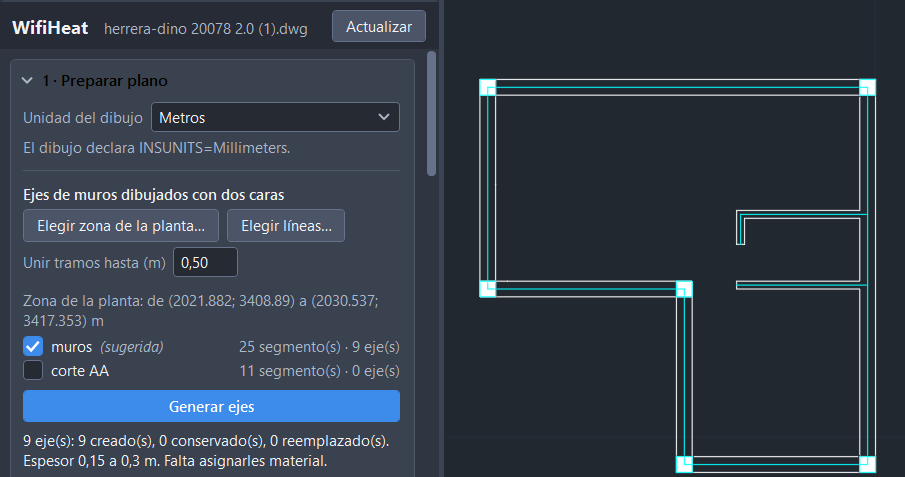 WifiHeat herrera-dino 20078 2.0 (1).dwg Actualizar
1 · Preparar plano
Unidad del dibujo Metros
El dibujo declara INSUNITS=Millimeters.
Ejes de muros dibujados con dos caras
Elegir zona de la planta... Elegir líneas...
Unir tramos hasta (m) 0,50
Zona de la planta: de (2021.882; 3408.89) a (2030.537;
3417.353) m
muros (sugerida) 25 segmento(s) · 9 eje(s)
corte AA 11 segmento(s) · 0 eje(s)
Generar ejes
9 eje(s): 9 creado(s), 0 conservado(s), 0 reemplazado(s).
Espesor 0,15 a 0,3 m. Falta asignarles material.